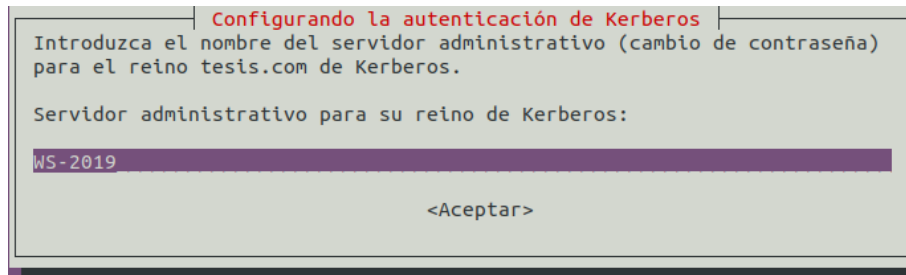 Configurando la autenticación de Kerberos
Introduzca el nombre del servidor administrativo (cambio de contraseña)
para el reino tesis.com de Kerberos.
Servidor administrativo para su reino de Kerberos:
WS-2019
<Aceptar>